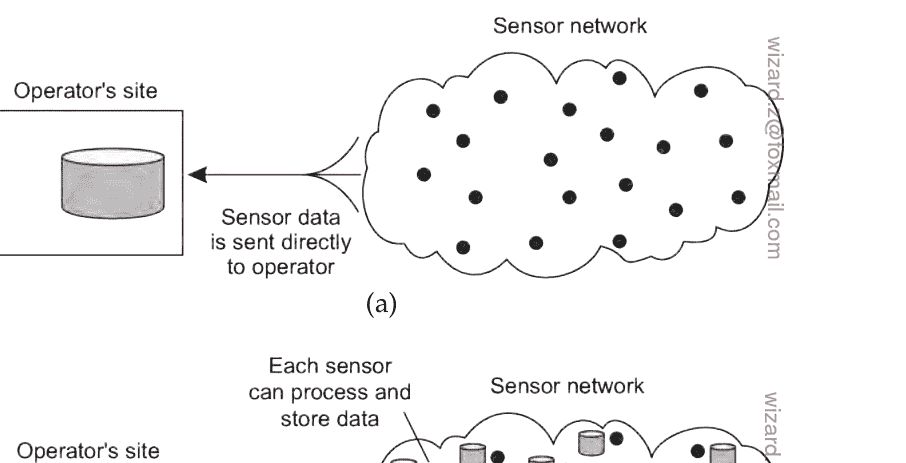 Sensor network
Operator's site
Sensor data
is sent directly
to operator
(a)
wizard.z@foxmail.com
Each sensor
can process and
store data
Sensor network
Operator's site
wizard